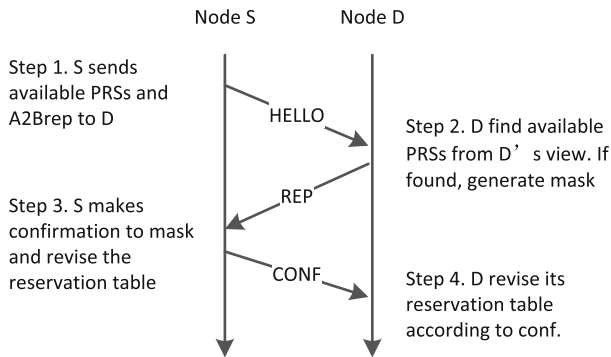 Node S
Node D
Step 1. S sends
available PRSs and
A2Brep to D
HELLO
Step 2. D find available
PRSs from D’s view. If
found, generate mask
REP
Step 3. S makes
confirmation to mask
and revise the
reservation table
CONF
Step 4. D revise its
reservation table
according to conf.